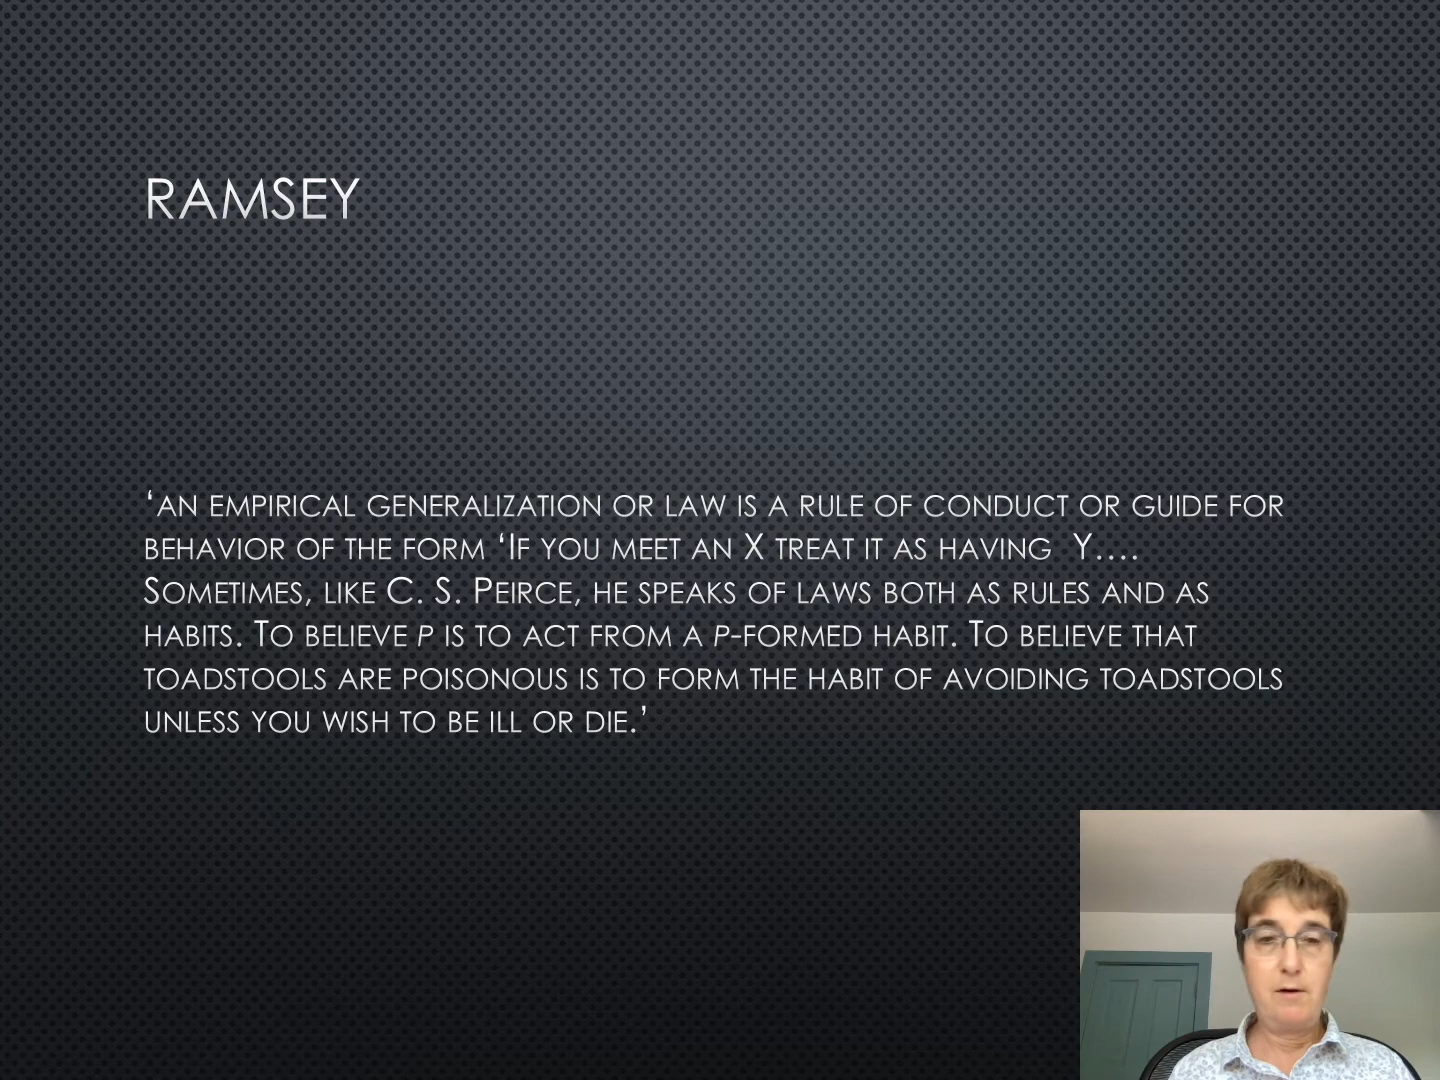 RAMSEY
‘AN EMPIRICAL GENERALIZATION OR LAW IS A RULE OF CONDUCT OR GUIDE FOR
BEHAVIOR OF THE FORM ‘IF YOU MEET AN X TREAT IT AS HAVING Y….
SOMETIMES, LIKE C. S. PEIRCE, HE SPEAKS OF LAWS BOTH AS RULES AND AS
HABITS. TO BELIEVE P IS TO ACT FROM A P-FORMED HABIT. TO BELIEVE THAT
TOADSTOOLS ARE POISONOUS IS TO FORM THE HABIT OF AVOIDING TOADSTOOLS
UNLESS YOU WISH TO BE ILL OR DIE.’